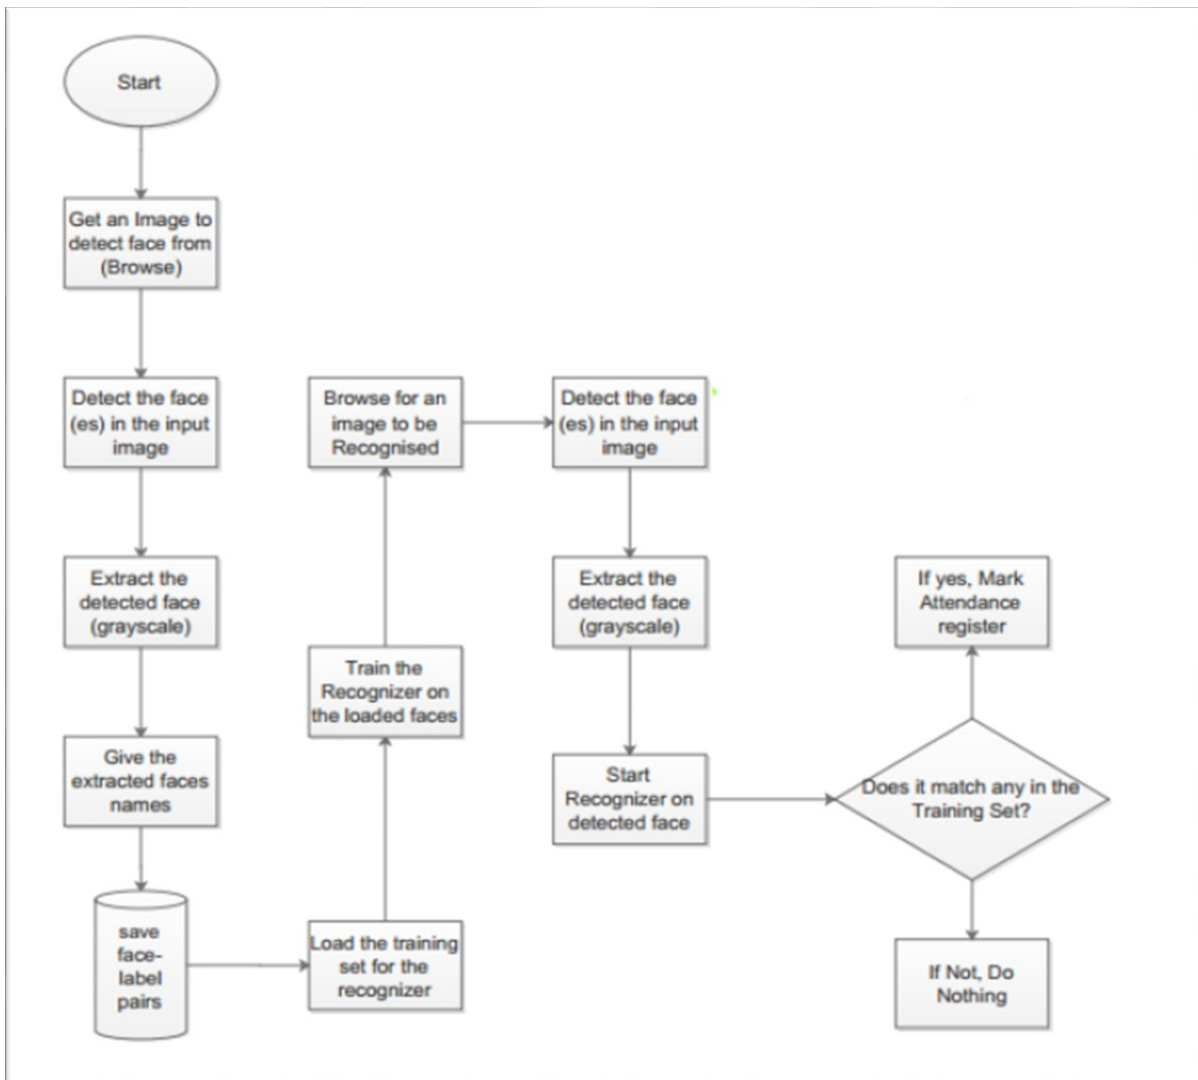 Start
Get an Image to
detect face from
(Browse)
Detect the face
(es) in the input
image
Extract the
detected face
(grayscale)
Give the
extracted faces
names
save
face-
label
pairs
Load the training
set for the
recognizer
Train the
Recognizer on
the loaded faces
Browse for an
image to be
Recognised
Detect the face
(es) in the input
image
Extract the
detected face
(grayscale)
Start
Recognizer on
detected face
Does it match any in the
Training Set?
If yes, Mark
Attendance
register
If Not, Do
Nothing